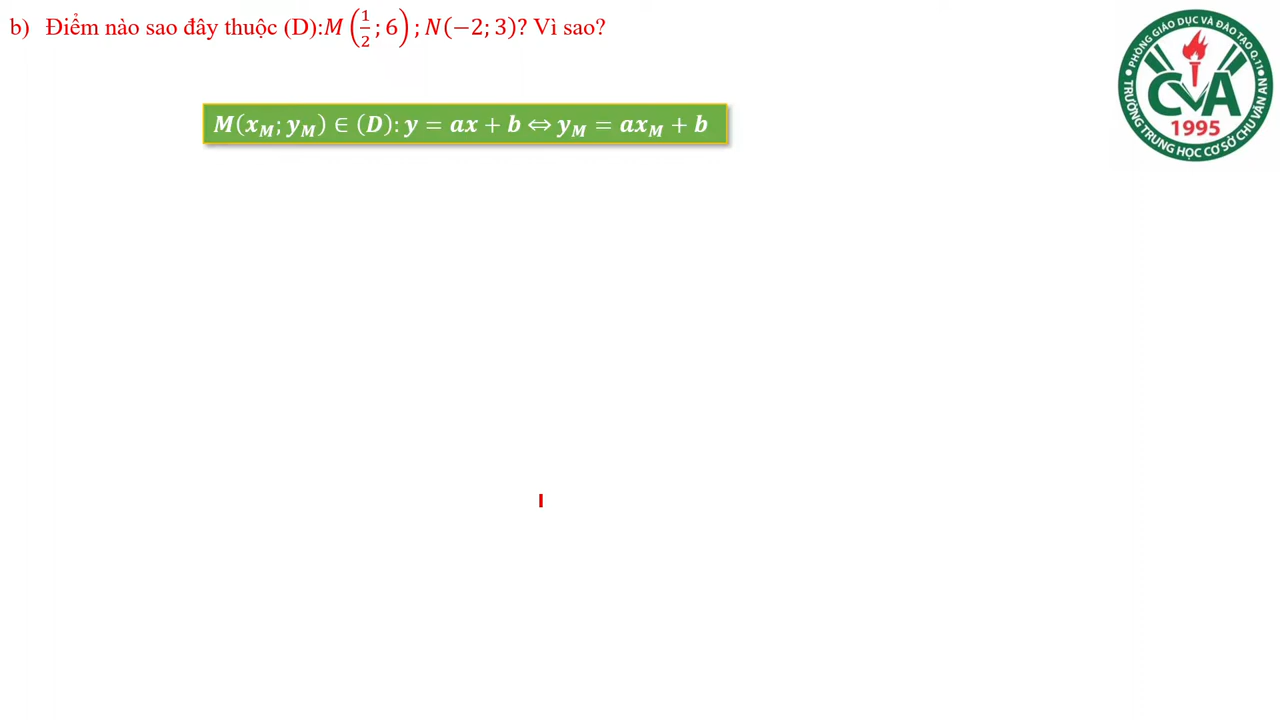 b) Điểm nào sao đây thuộc (D): M (1/2; 6) ; N(−2; 3)? Vì sao?
M(x_M; y_M) ∈ (D): y = ax + b ⇔ y_M = ax_M + b
PHÒNG GIÁO DỤC VÀ ĐÀO TẠO Q.11
CVA
1995
TRƯỜNG TRUNG HỌC CƠ SỞ CHU VĂN AN